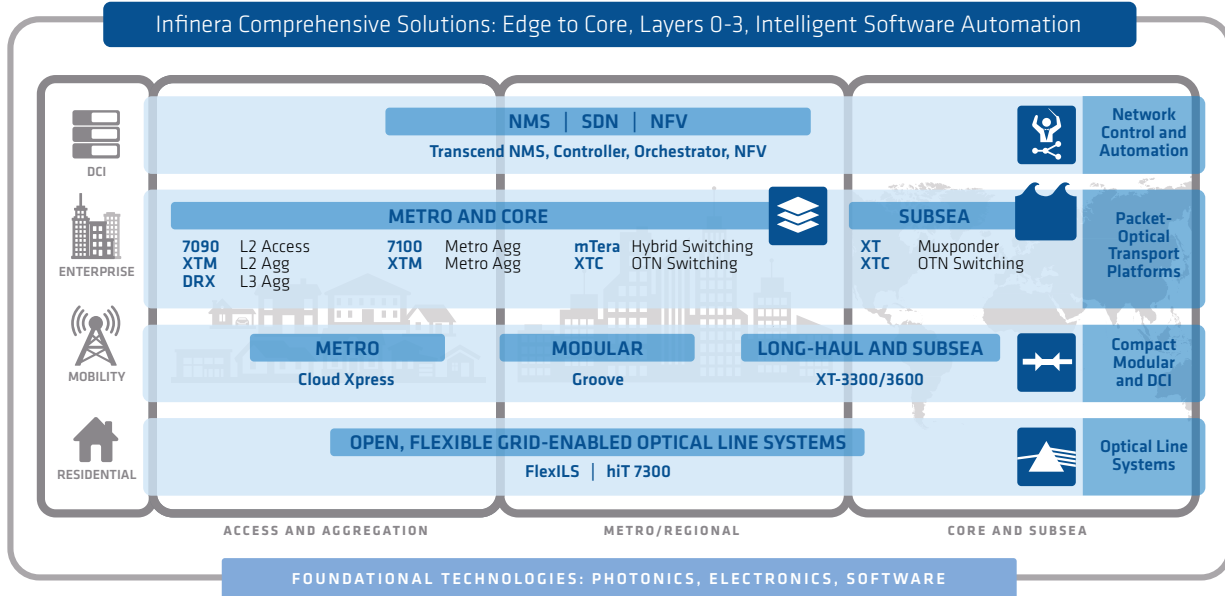 Infinera Comprehensive Solutions: Edge to Core, Layers 0-3, Intelligent Software Automation
DCI
ENTERPRISE
MOBILITY
RESIDENTIAL
NMS | SDN | NFV
Transcend NMS, Controller, Orchestrator, NFV
Network
Control and
Automation
METRO AND CORE
7090 L2 Access
XTM L2 Agg
DRX L3 Agg
7100 Metro Agg
XTM Metro Agg
mTera Hybrid Switching
XTC OTN Switching
SUBSEA
XT Muxponder
XTC OTN Switching
Packet-
Optical
Transport
Platforms
METRO
Cloud Xpress
MODULAR
Groove
LONG-HAUL AND SUBSEA
XT-3300/3600
Compact
Modular
and DCI
OPEN, FLEXIBLE GRID-ENABLED OPTICAL LINE SYSTEMS
FlexILS | hiT 7300
Optical Line
Systems
ACCESS AND AGGREGATION
METRO/REGIONAL
CORE AND SUBSEA
FOUNDATIONAL TECHNOLOGIES: PHOTONICS, ELECTRONICS, SOFTWARE